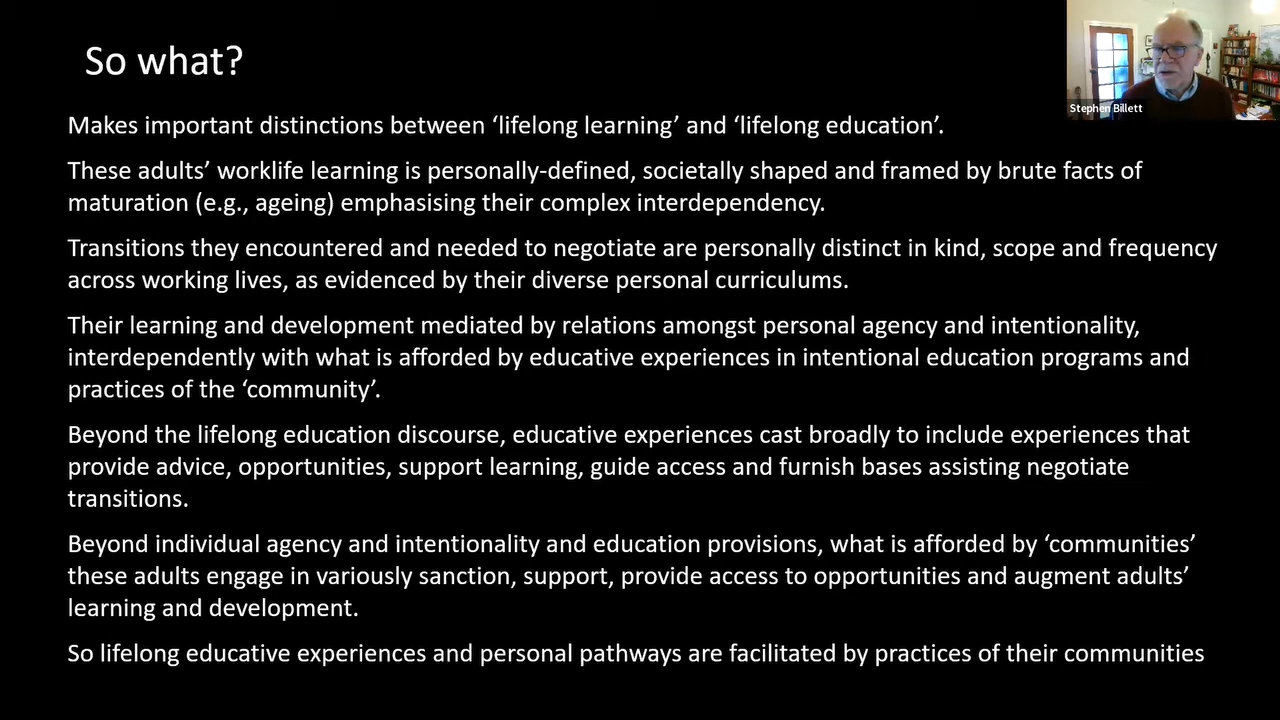 So what?
Stephen Billett
Makes important distinctions between ‘lifelong learning’ and ‘lifelong education’.
These adults’ worklife learning is personally-defined, societally shaped and framed by brute facts of
maturation (e.g., ageing) emphasising their complex interdependency.
Transitions they encountered and needed to negotiate are personally distinct in kind, scope and frequency
across working lives, as evidenced by their diverse personal curriculums.
Their learning and development mediated by relations amongst personal agency and intentionality,
interdependently with what is afforded by educative experiences in intentional education programs and
practices of the ‘community’.
Beyond the lifelong education discourse, educative experiences cast broadly to include experiences that
provide advice, opportunities, support learning, guide access and furnish bases assisting negotiate
transitions.
Beyond individual agency and intentionality and education provisions, what is afforded by ‘communities’
these adults engage in variously sanction, support, provide access to opportunities and augment adults’
learning and development.
So lifelong educative experiences and personal pathways are facilitated by practices of their communities